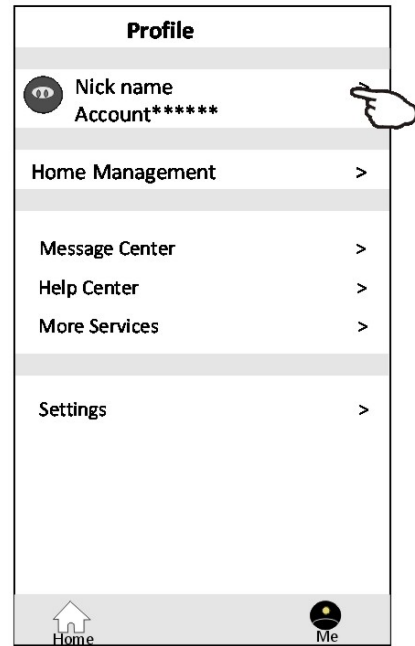 Profile
Nick name
Account******
Home Management >
Message Center >
Help Center >
More Services >
Settings >
Home Me